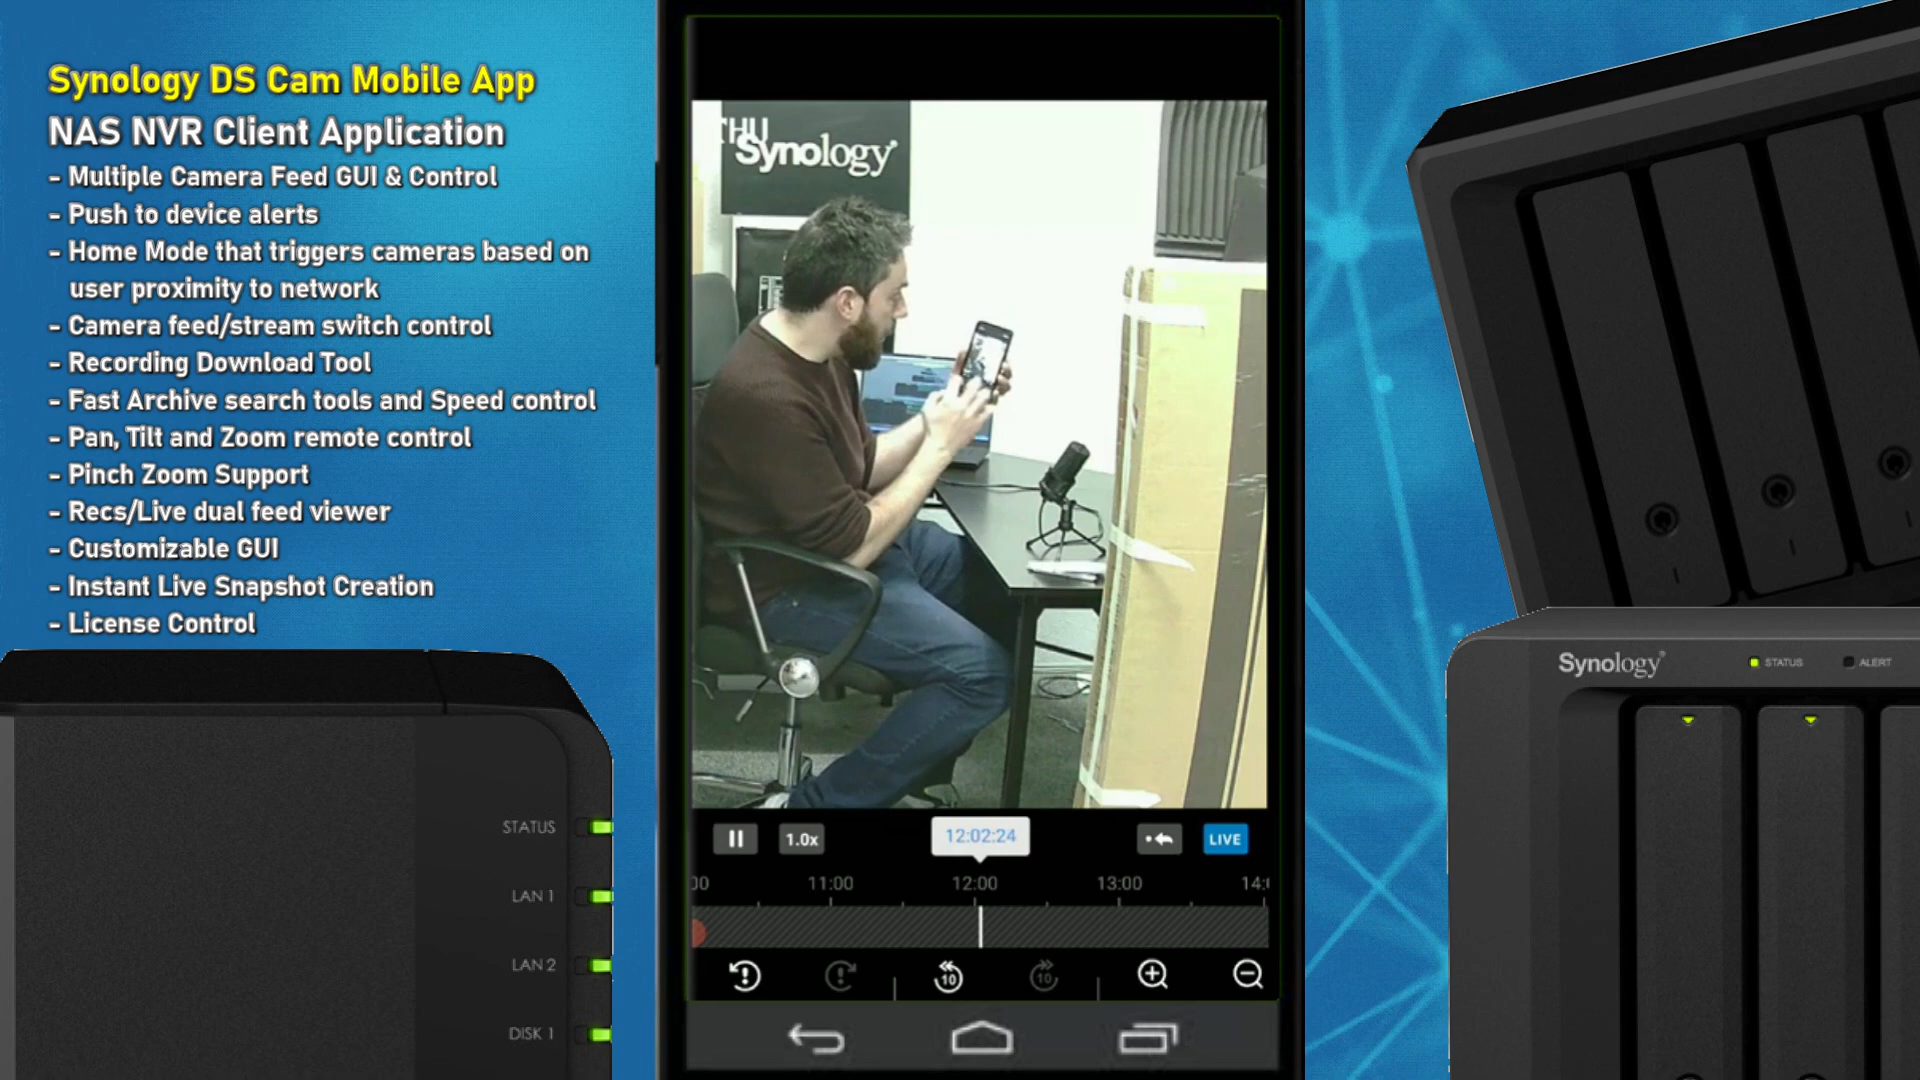 Synology DS Cam Mobile App
NAS NVR Client Application
- Multiple Camera Feed GUI & Control
- Push to device alerts
- Home Mode that triggers cameras based on
user proximity to network
- Camera feed/stream switch control
- Recording Download Tool
- Fast Archive search tools and Speed control
- Pan, Tilt and Zoom remote control
- Pinch Zoom Support
- Recs/Live dual feed viewer
- Customizable GUI
- Instant Live Snapshot Creation
- License Control
STATUS
LAN 1
LAN 2
DISK 1
THU
Synology®
1.0x
12:02:24
LIVE
00 11:00 12:00 13:00 14:
10 10
Synology® STATUS ALERT